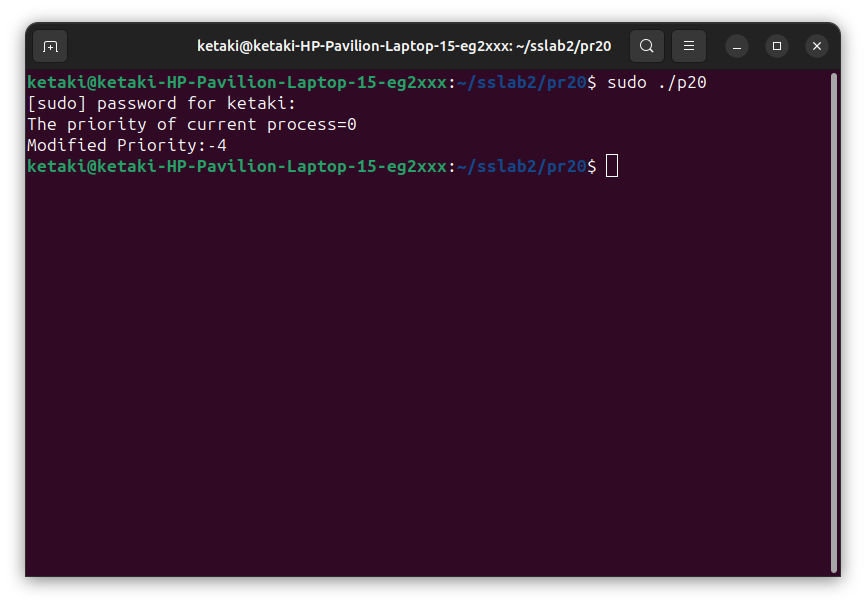 ketaki@ketaki-HP-Pavilion-Laptop-15-eg2xxx: ~/sslab2/pr20
ketaki@ketaki-HP-Pavilion-Laptop-15-eg2xxx:~/sslab2/pr20$ sudo ./p20
[sudo] password for ketaki:
The priority of current process=0
Modified Priority:-4
ketaki@ketaki-HP-Pavilion-Laptop-15-eg2xxx:~/sslab2/pr20$